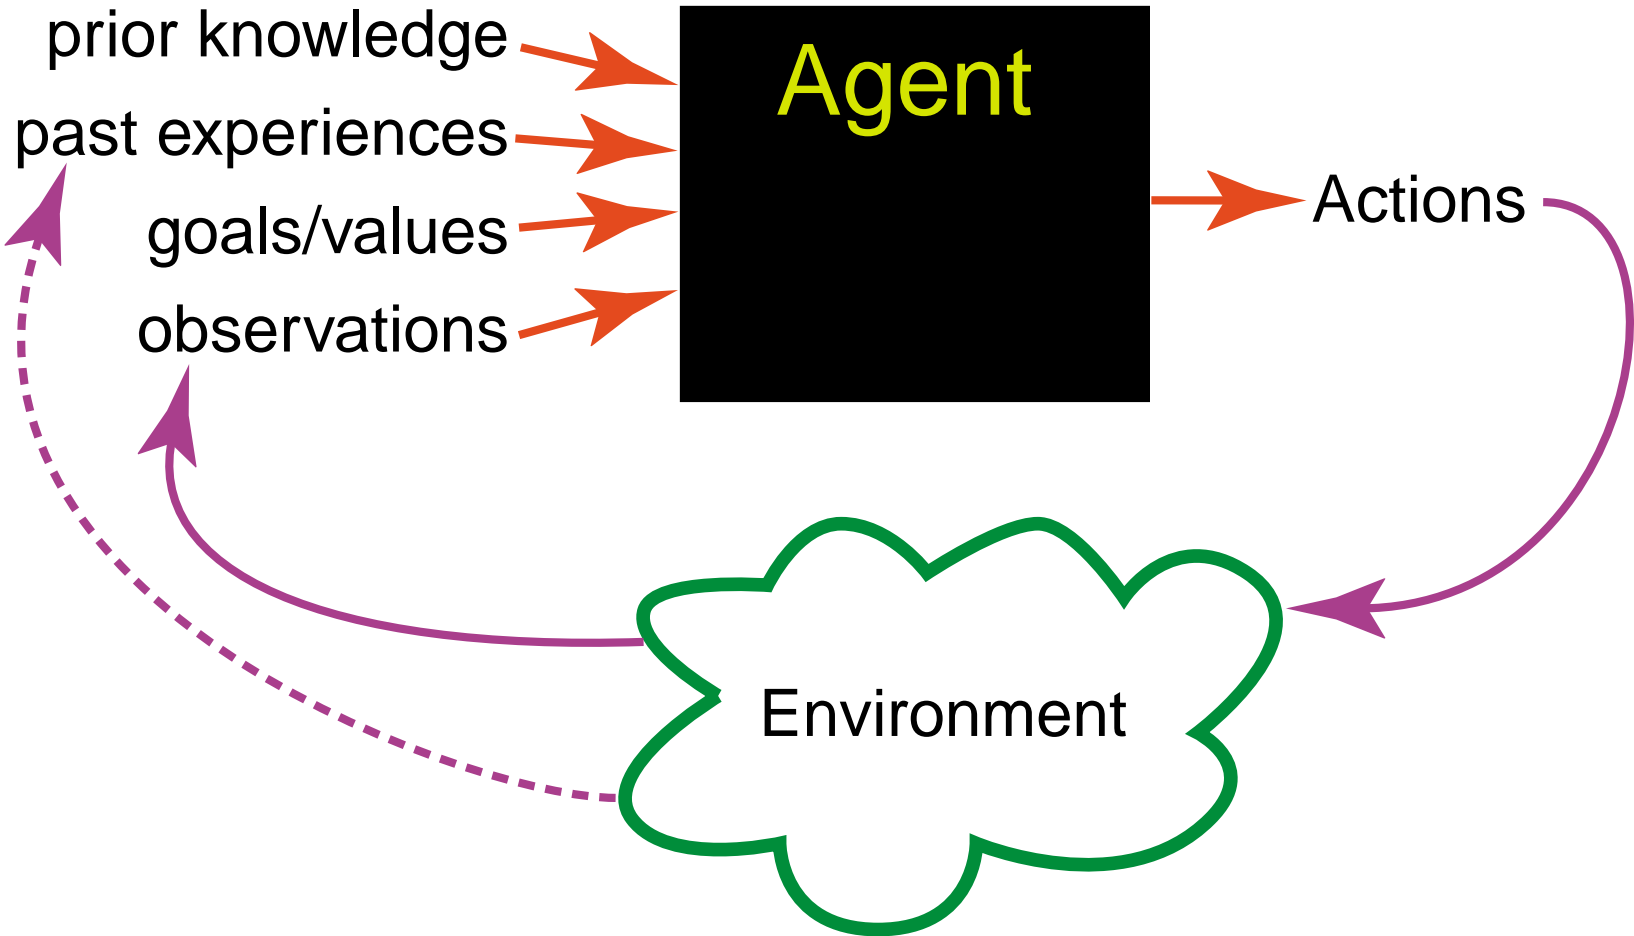 prior knowledge
past experiences
goals/values
observations
Agent
Actions
Environment